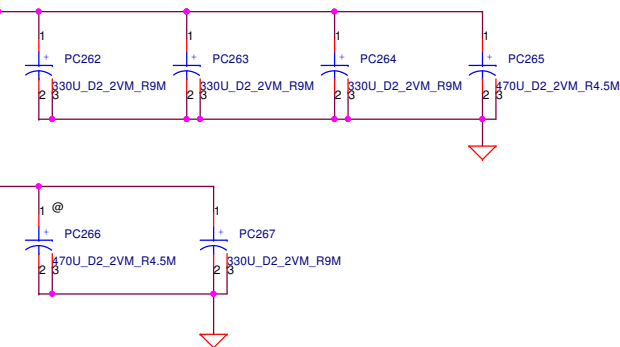 1 1 1 1
+ PC262 + PC263 + PC264 + PC265
330U_D2_2VM_R9M 330U_D2_2VM_R9M 330U_D2_2VM_R9M 470U_D2_2VM_R4.5M
2 3 2 3 2 3 2 3
1 @ 1
+ PC266 + PC267
470U_D2_2VM_R4.5M 330U_D2_2VM_R9M
2 3 2 3